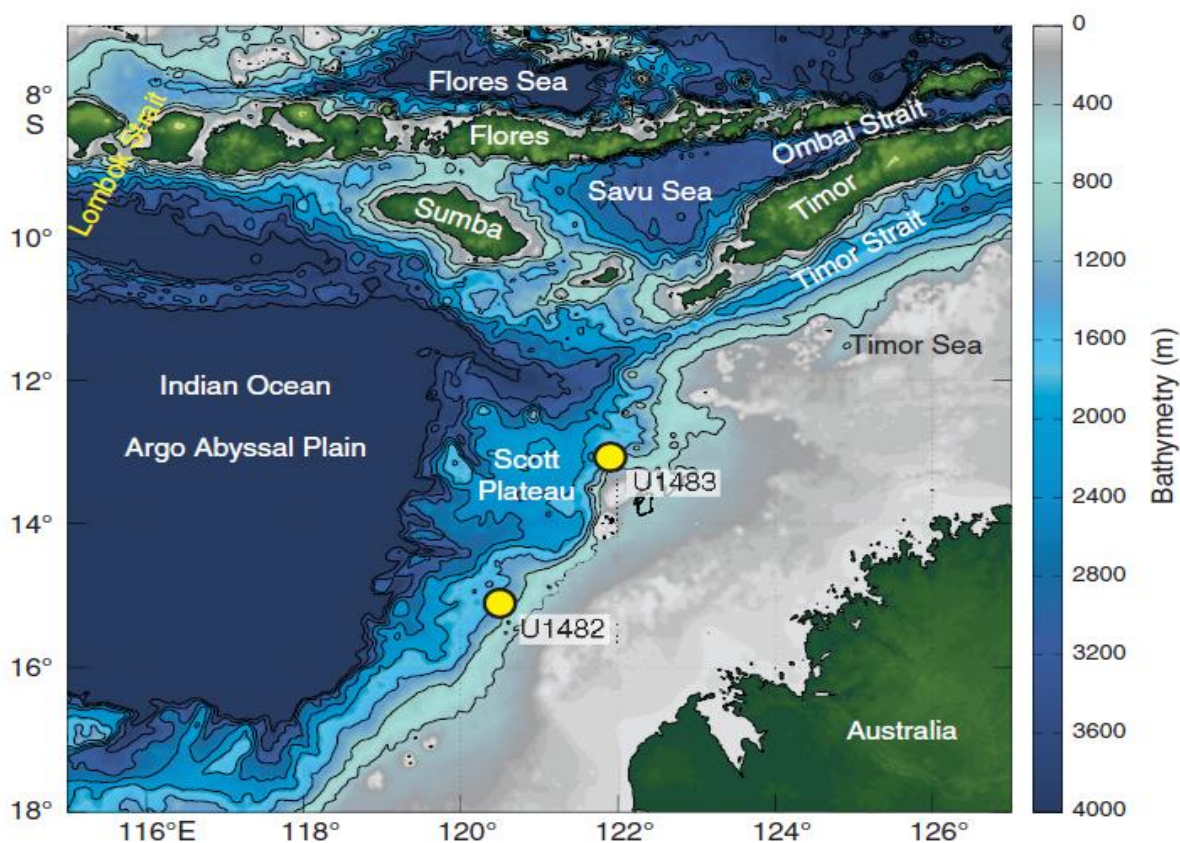 Flores Sea
8°
S
Lombok Strait
Flores
Ombai Strait
Savu Sea
Timor
Sumba
10°
Timor Strait
Timor Sea
12°
Indian Ocean
Argo Abyssal Plain
Scott
Plateau
U1483
14°
U1482
16°
Australia
18°
116°E
118°
120°
122°
124°
126°
0
400
800
1200
1600
2000
2400
2800
3200
3600
4000
Bathymetry (m)